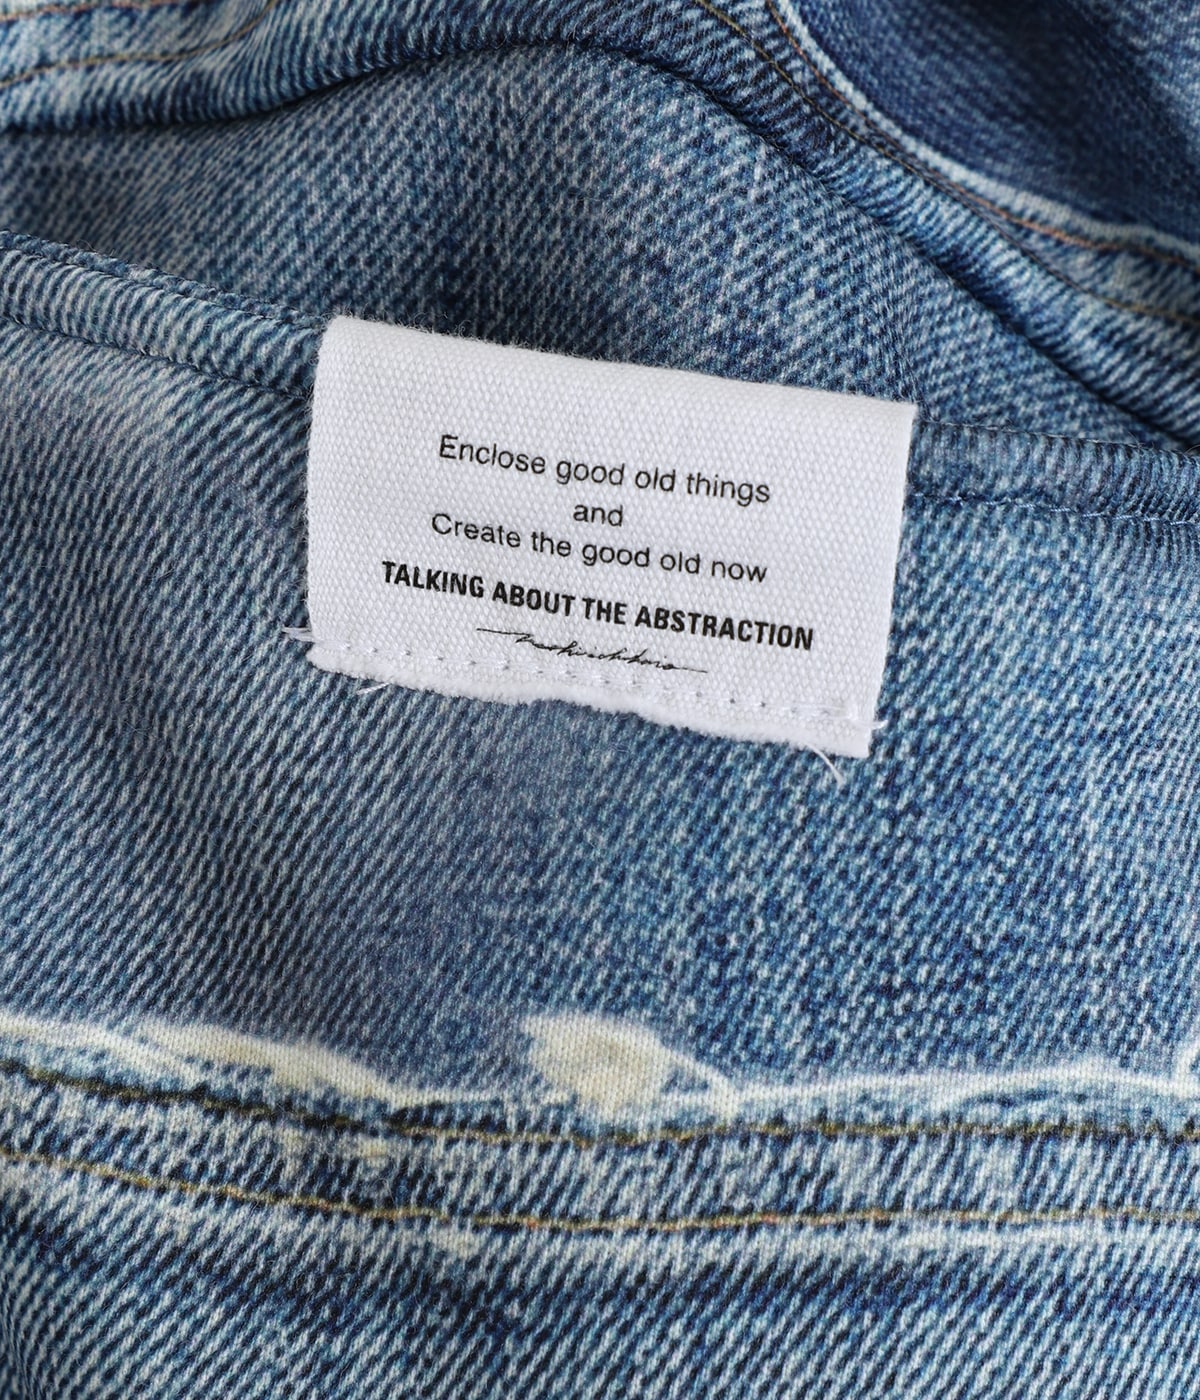 Enclose good old things
and
Create the good old now
TALKING ABOUT THE ABSTRACTION